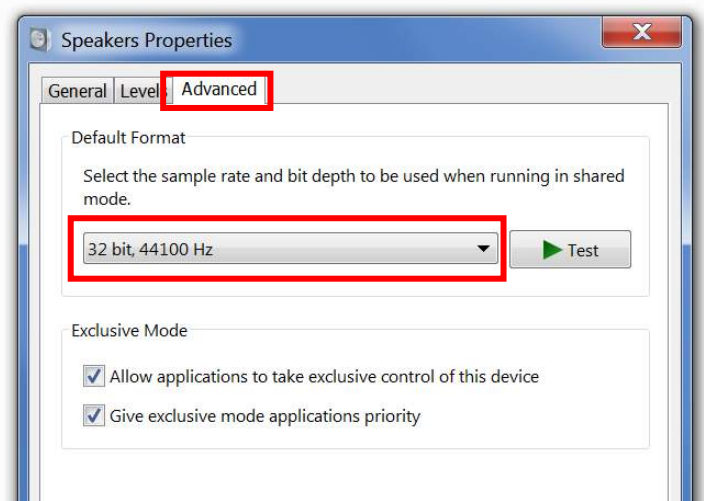 Speakers Properties
General Levels Advanced
Default Format
Select the sample rate and bit depth to be used when running in shared
mode.
32 bit, 44100 Hz
Test
Exclusive Mode
Allow applications to take exclusive control of this device
Give exclusive mode applications priority